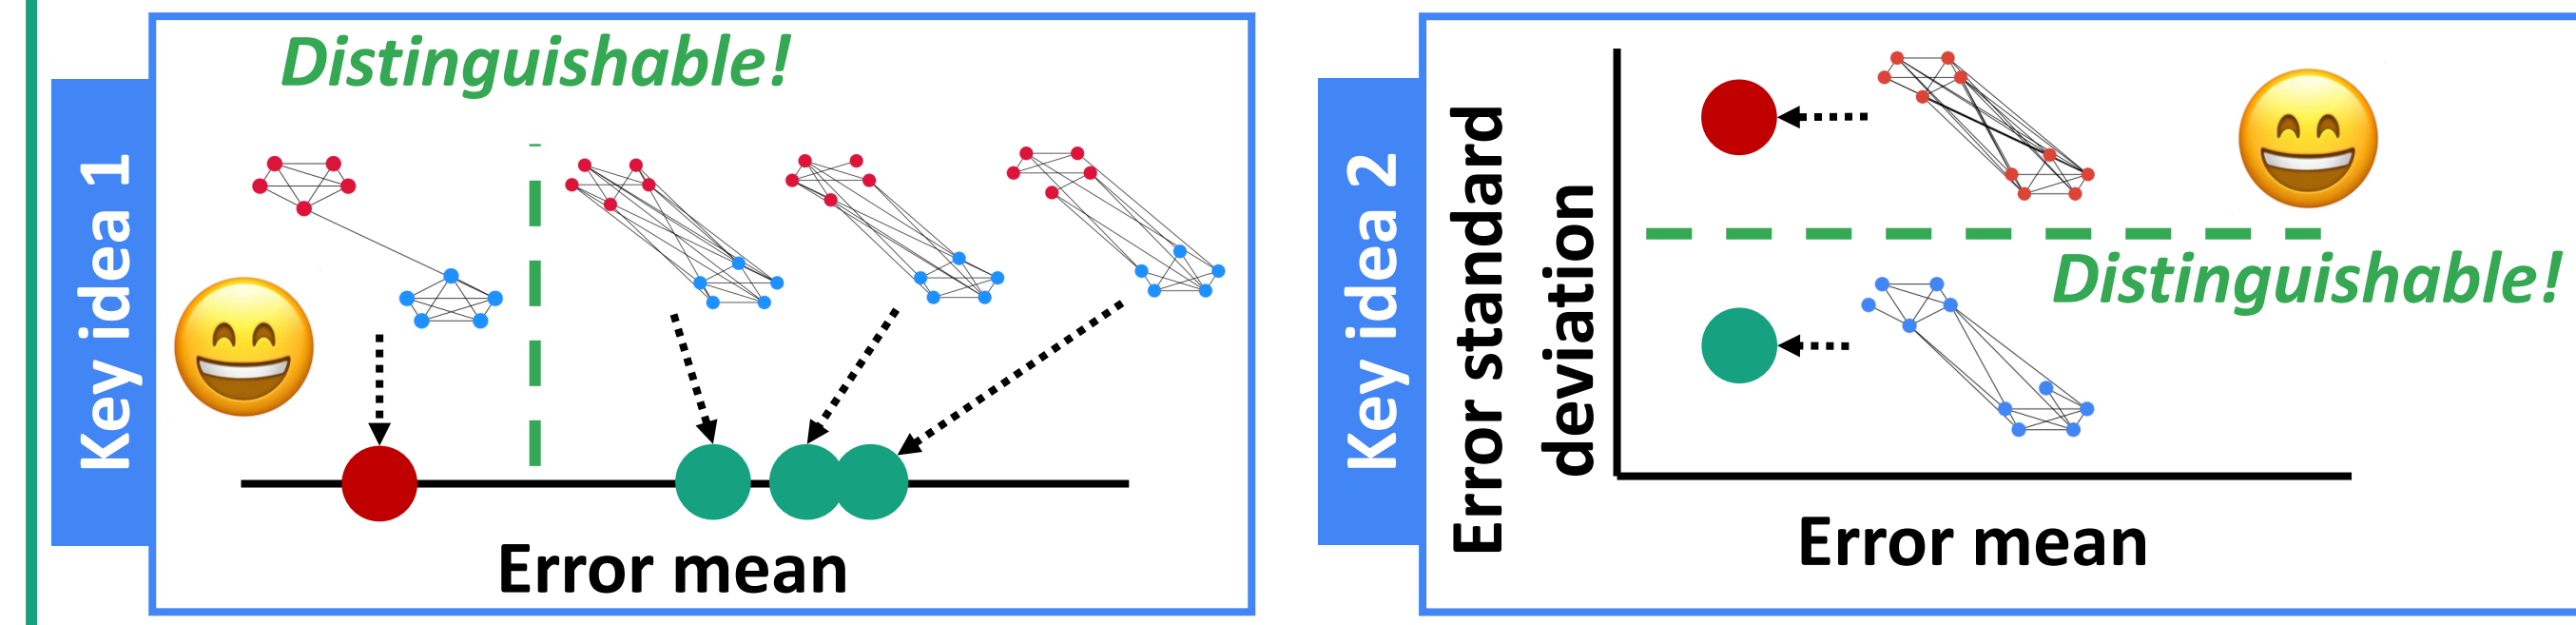 Key idea 1
Distinguishable!
Error mean
Key idea 2
Error standard
deviation
Distinguishable!
Error mean